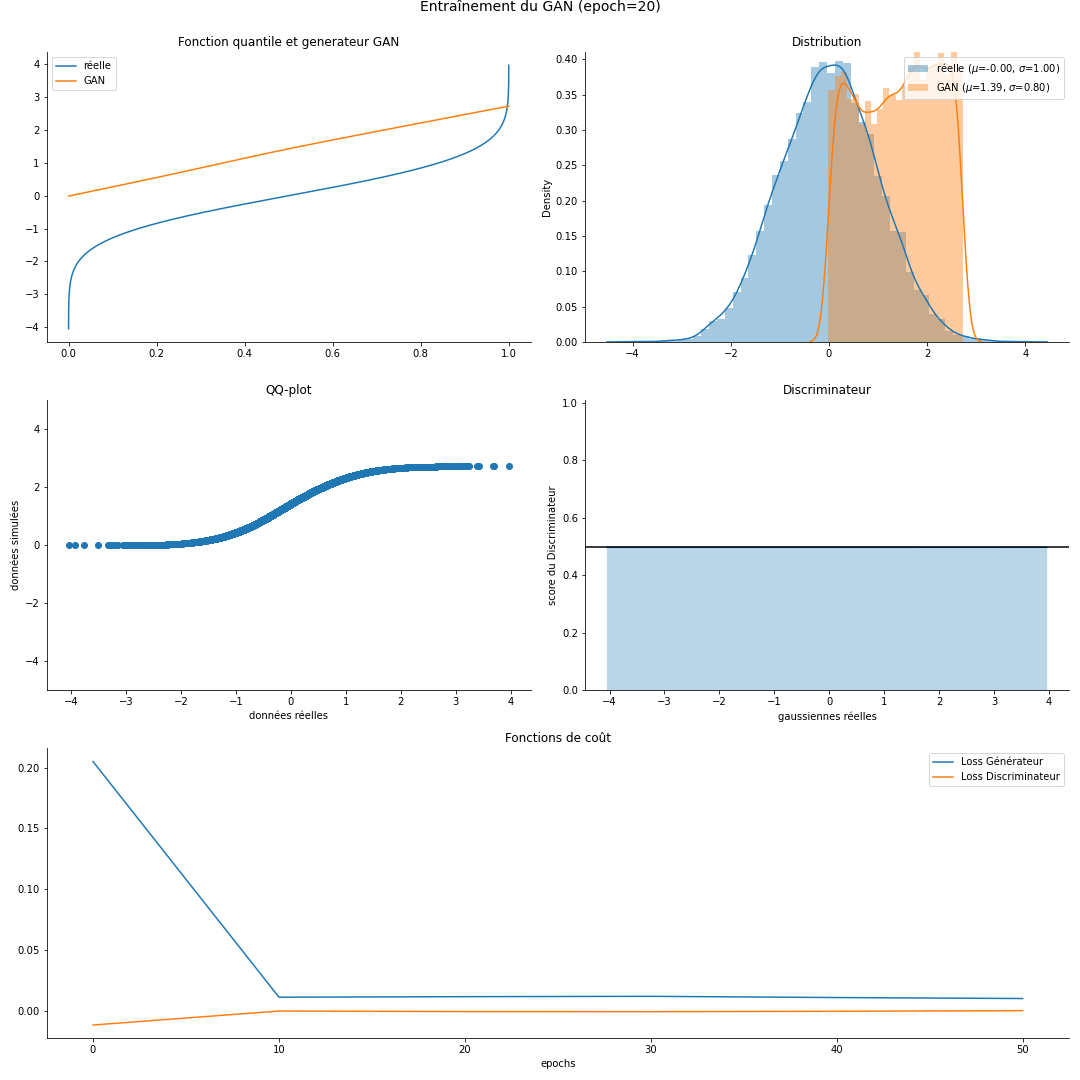 Entraînement du GAN (epoch=20)
Fonction quantile et generateur GAN
réelle
GAN
4
3
2
1
0
−1
−2
−3
−4
0.0 0.2 0.4 0.6 0.8 1.0
Distribution
réelle (μ=-0.00, σ=1.00)
GAN (μ=1.39, σ=0.80)
Density
0.40
0.35
0.30
0.25
0.20
0.15
0.10
0.05
0.00
−4 −2 0 2 4
QQ-plot
données simulées
4
2
0
−2
−4
−4 −3 −2 −1 0 1 2 3 4
données réelles
Discriminateur
score du Discriminateur
1.0
0.8
0.6
0.4
0.2
0.0
−4 −3 −2 −1 0 1 2 3 4
gaussiennes réelles
Fonctions de coût
Loss Générateur
Loss Discriminateur
0.20
0.15
0.10
0.05
0.00
0 10 20 30 40 50
epochs